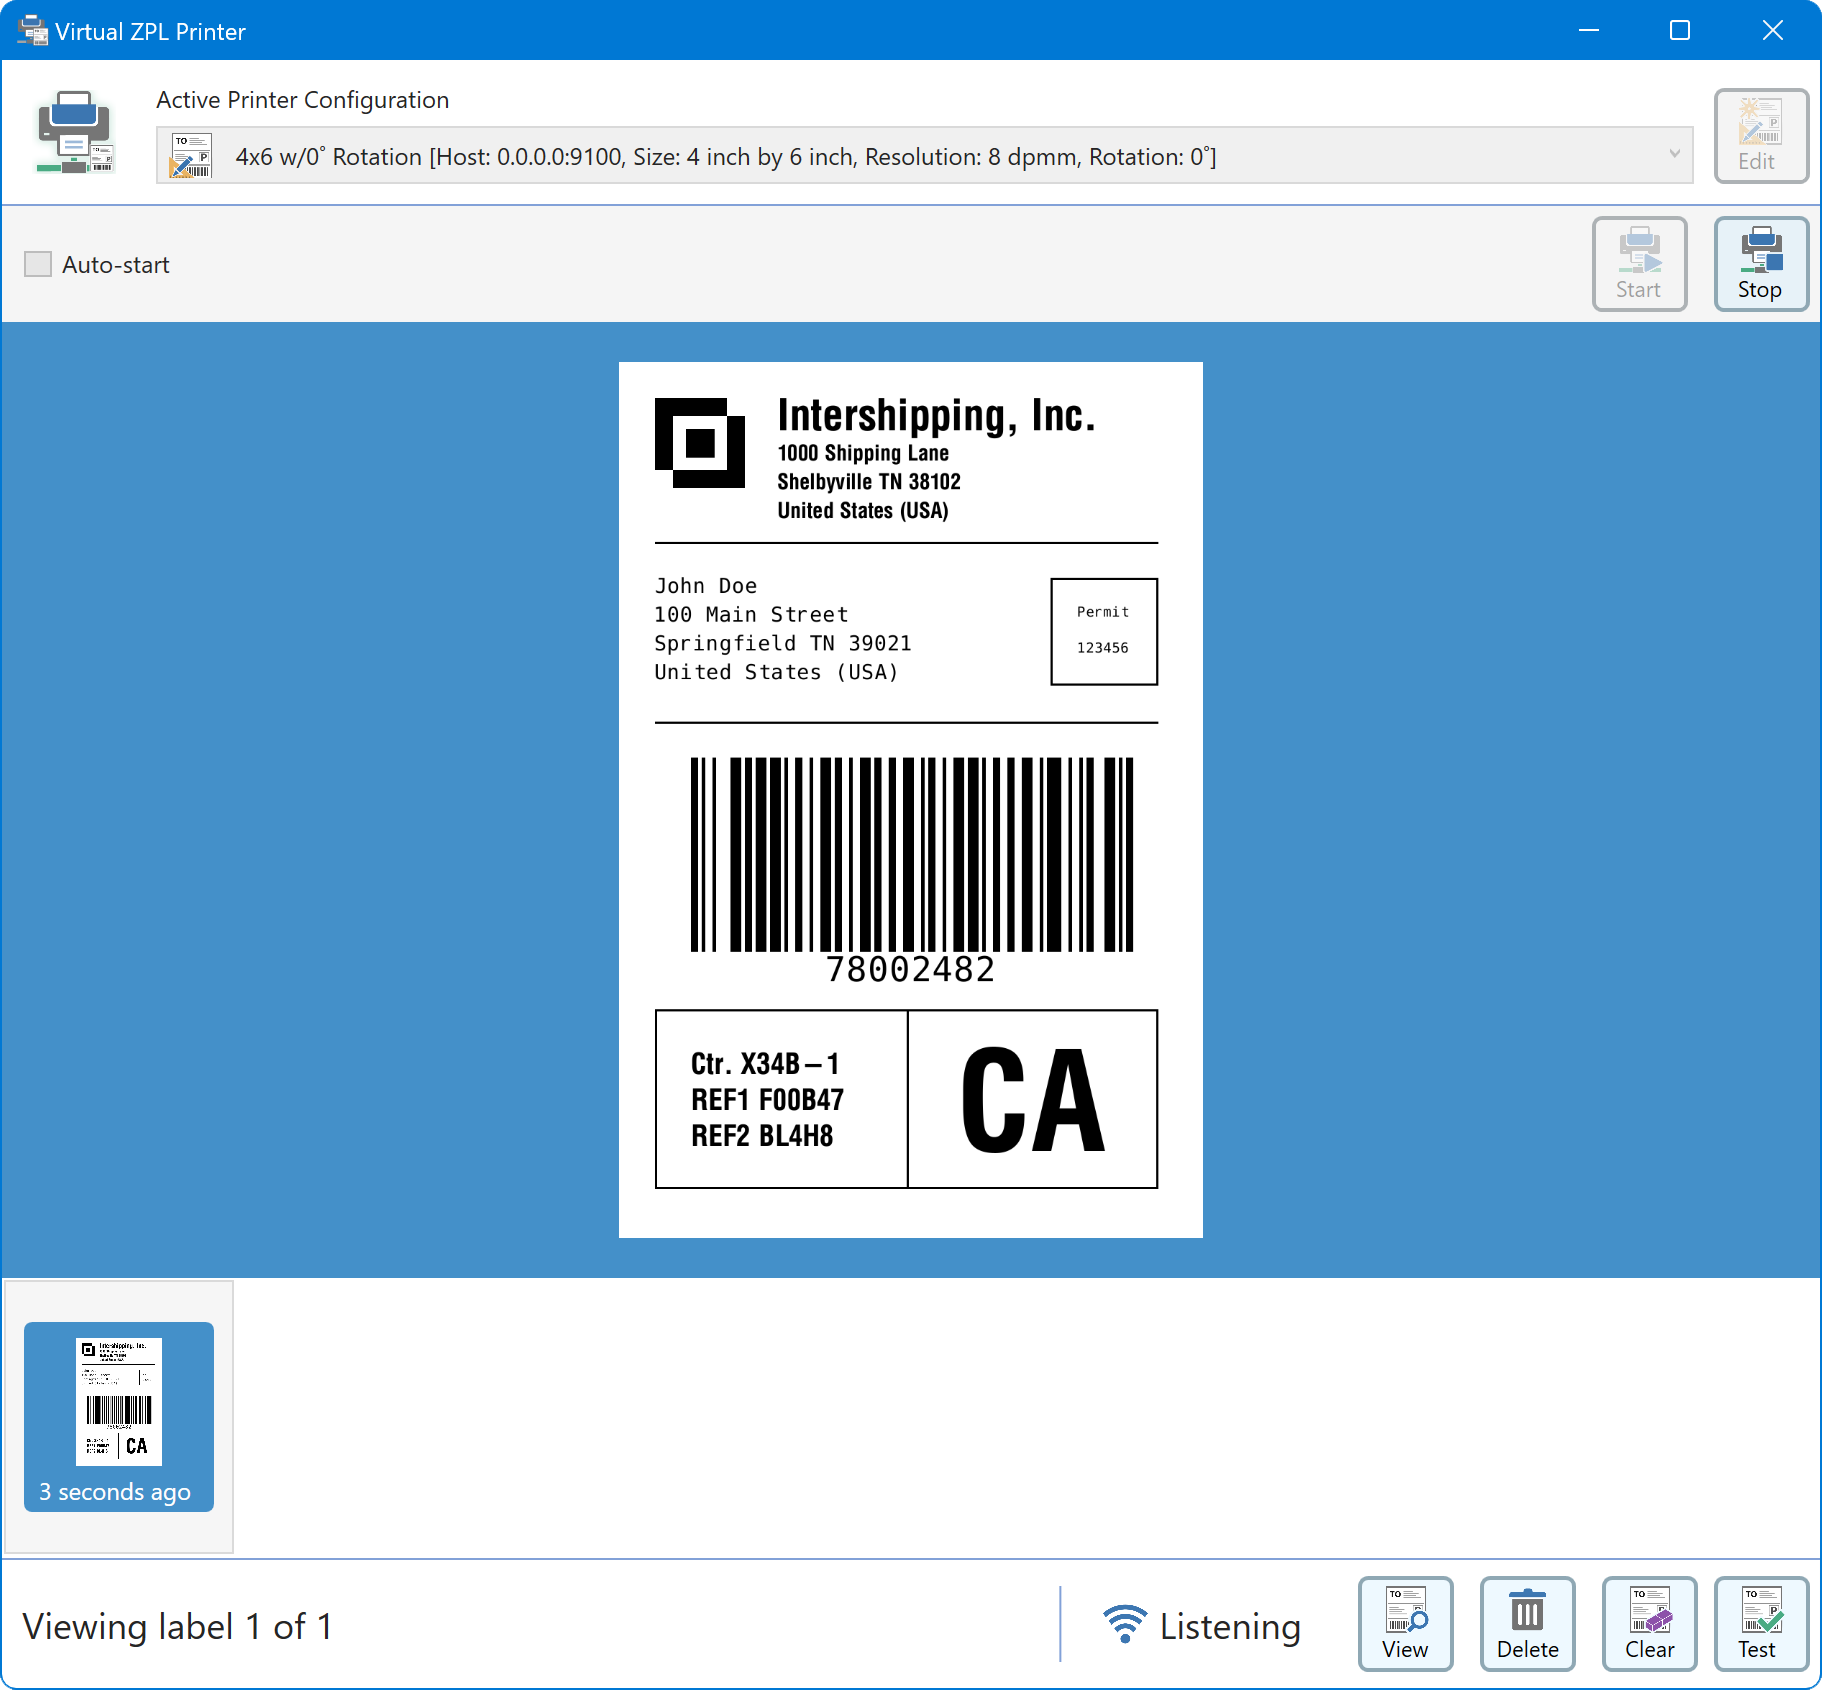 Virtual ZPL Printer
Active Printer Configuration
4x6 w/0° Rotation [Host: 0.0.0.0:9100, Size: 4 inch by 6 inch, Resolution: 8 dpmm, Rotation: 0°]
Edit
Auto-start
Start
Stop
Intershipping, Inc.
1000 Shipping Lane
Shelbyville TN 38102
United States (USA)
John Doe
100 Main Street
Springfield TN 39021
United States (USA)
Permit
123456
78002482
Ctr. X34B-1
REF1 F00B47
REF2 BL4H8
CA
Intershipping, Inc.
78002482
CA
3 seconds ago
Viewing label 1 of 1
Listening
View
Delete
Clear
Test